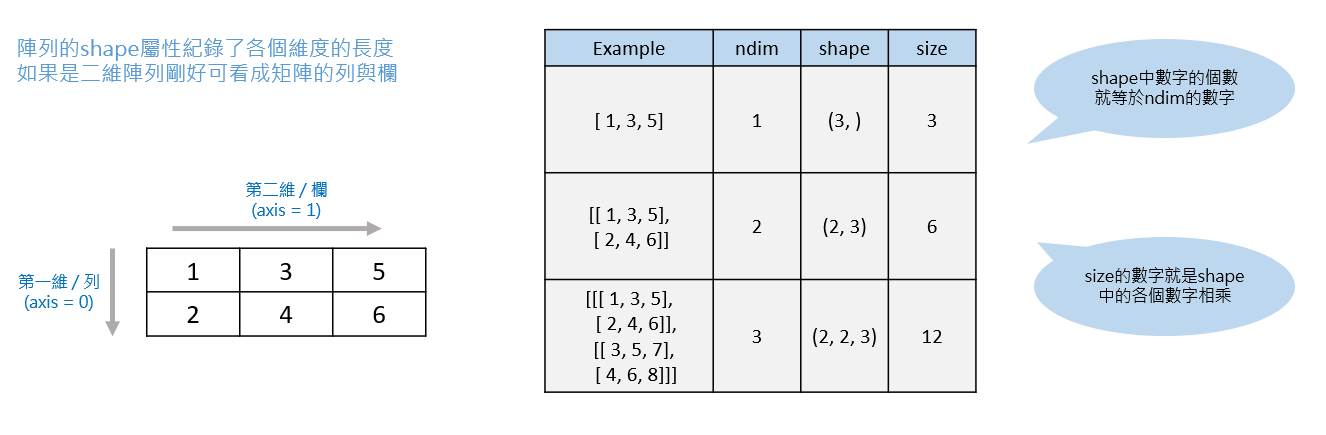 陣列的shape屬性紀錄了各個維度的長度
如果是二維陣列剛好可看成矩陣的列與欄
第二維 / 欄
(axis = 1)
第一維 / 列
(axis = 0)
1 3 5
2 4 6
Example ndim shape size
[ 1, 3, 5] 1 (3, ) 3
[[ 1, 3, 5],
[ 2, 4, 6]] 2 (2, 3) 6
[[[ 1, 3, 5],
[ 2, 4, 6]],
[[ 3, 5, 7],
[ 4, 6, 8]]] 3 (2, 2, 3) 12
shape中數字的個數
就等於ndim的數字
size的數字就是shape
中的各個數字相乘